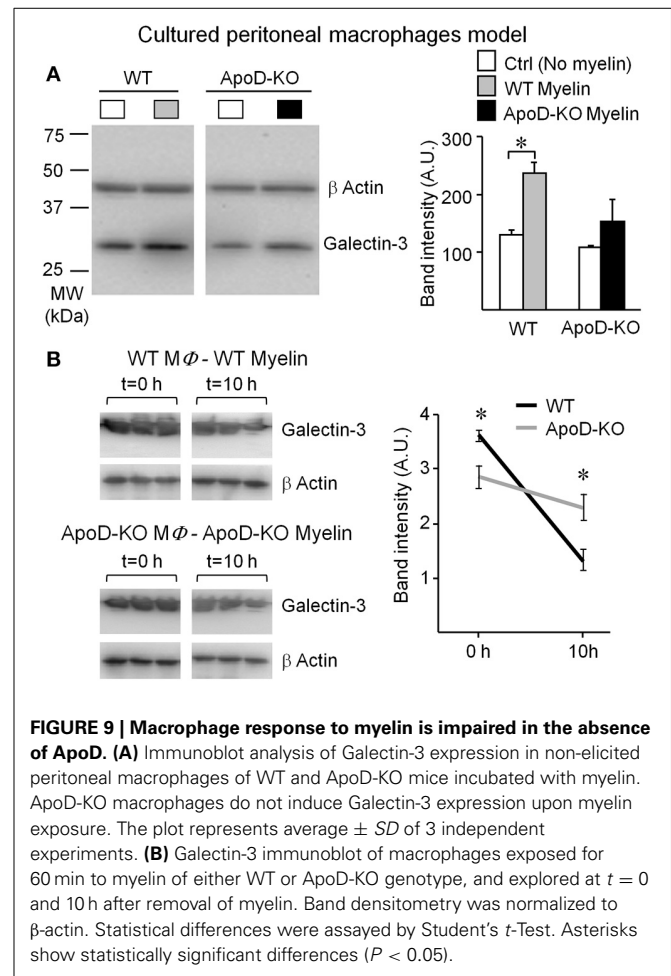 Cultured peritoneal macrophages model
A
WT
ApoD-KO
75
50
37
25
MW
(kDa)
β Actin
Galectin-3
Ctrl (No myelin)
WT Myelin
ApoD-KO Myelin
Band intensity (A.U.)
300
200
100
*
WT
ApoD-KO
B
WT MΦ - WT Myelin
t=0 h
t=10 h
Galectin-3
β Actin
ApoD-KO MΦ - ApoD-KO Myelin
t=0 h
t=10 h
Galectin-3
β Actin
WT
ApoD-KO
Band intensity (A.U.)
4
3
2
1
*
*
0 h
10h
FIGURE 9 | Macrophage response to myelin is impaired in the absence
of ApoD. (A) Immunoblot analysis of Galectin-3 expression in non-elicited
peritoneal macrophages of WT and ApoD-KO mice incubated with myelin.
ApoD-KO macrophages do not induce Galectin-3 expression upon myelin
exposure. The plot represents average ± SD of 3 independent
experiments. (B) Galectin-3 immunoblot of macrophages exposed for
60 min to myelin of either WT or ApoD-KO genotype, and explored at t = 0
and 10 h after removal of myelin. Band densitometry was normalized to
β-actin. Statistical differences were assayed by Student's t-Test. Asterisks
show statistically significant differences (P < 0.05).